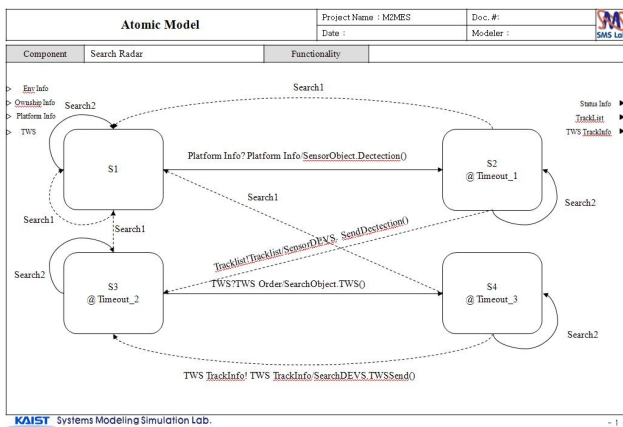 Atomic Model
Project Name : M2MES
Doc. #:
Date :
Modeler :
SMS La
Component
Search Radar
Functionality
Env Info
Ownship Info
Platform Info
TWS
Search2
Search1
Status Info
TrackList
TWS TrackInfo
S1
Platform Info? Platform Info/SensorObject.Dectection()
S2
@ Timeout_1
Search1
Search2
Search1
Search1
Tracklist!Tracklist/SensorDEVS. SendDectection()
Search2
S3
@ Timeout_2
TWS?TWS Order/SearchObject.TWS()
S4
@ Timeout_3
Search2
TWS TrackInfo! TWS TrackInfo/SearchDEVS.TWSSend()
KAIST Systems Modeling Simulation Lab.
- 1